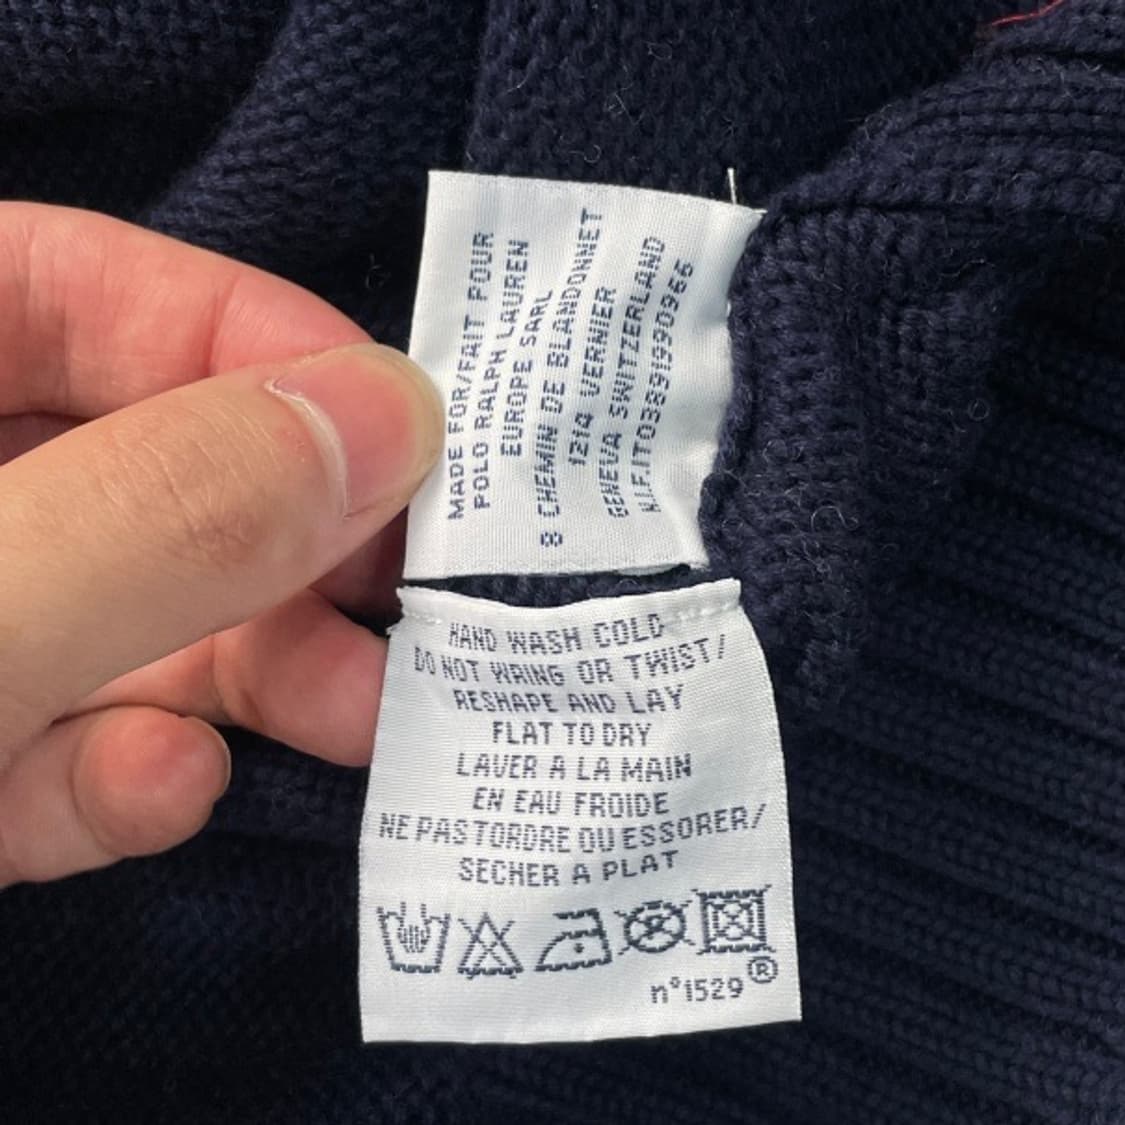 MADE FOR/FAIT POUR
POLO RALPH LAUREN
EUROPE SARL
8 CHEMIN DE BLANDONNET
1214 VERNIER
GENEVA SWITZERLAND
N.I.F.IT03891990966
HAND WASH COLD
DO NOT WRING OR TWIST/
RESHAPE AND LAY
FLAT TO DRY
LAVER A LA MAIN
EN EAU FROIDE
NE PAS TORDRE OU ESSORER/
SECHER A PLAT
n°1529®